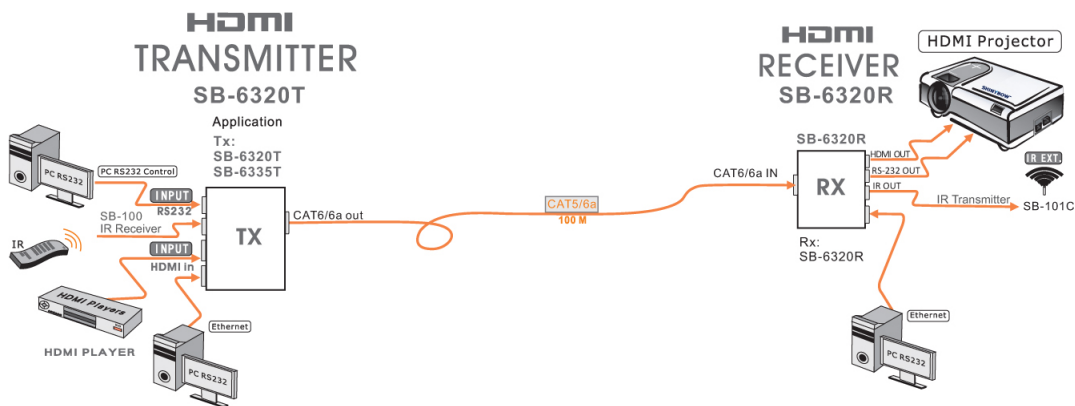 HDMI
TRANSMITTER
SB-6320T
Application
Tx:
SB-6320T
SB-6335T
PC RS232
PC RS232 Control
INPUT
RS232
SB-100
IR Receiver
IR
INPUT
HDMI in
TX
CAT6/6a out
HDMI Players
HDMI PLAYER
Ethernet
PC RS232
CAT5/6a
100 M
HDMI
RECEIVER
SB-6320R
HDMI Projector
SHINYBOW
SB-6320R
CAT6/6a IN
RX
HDMI OUT
RS-232 OUT
IR OUT
IR Transmitter
IR EXT.
SB-101C
Rx:
SB-6320R
Ethernet
PC RS232